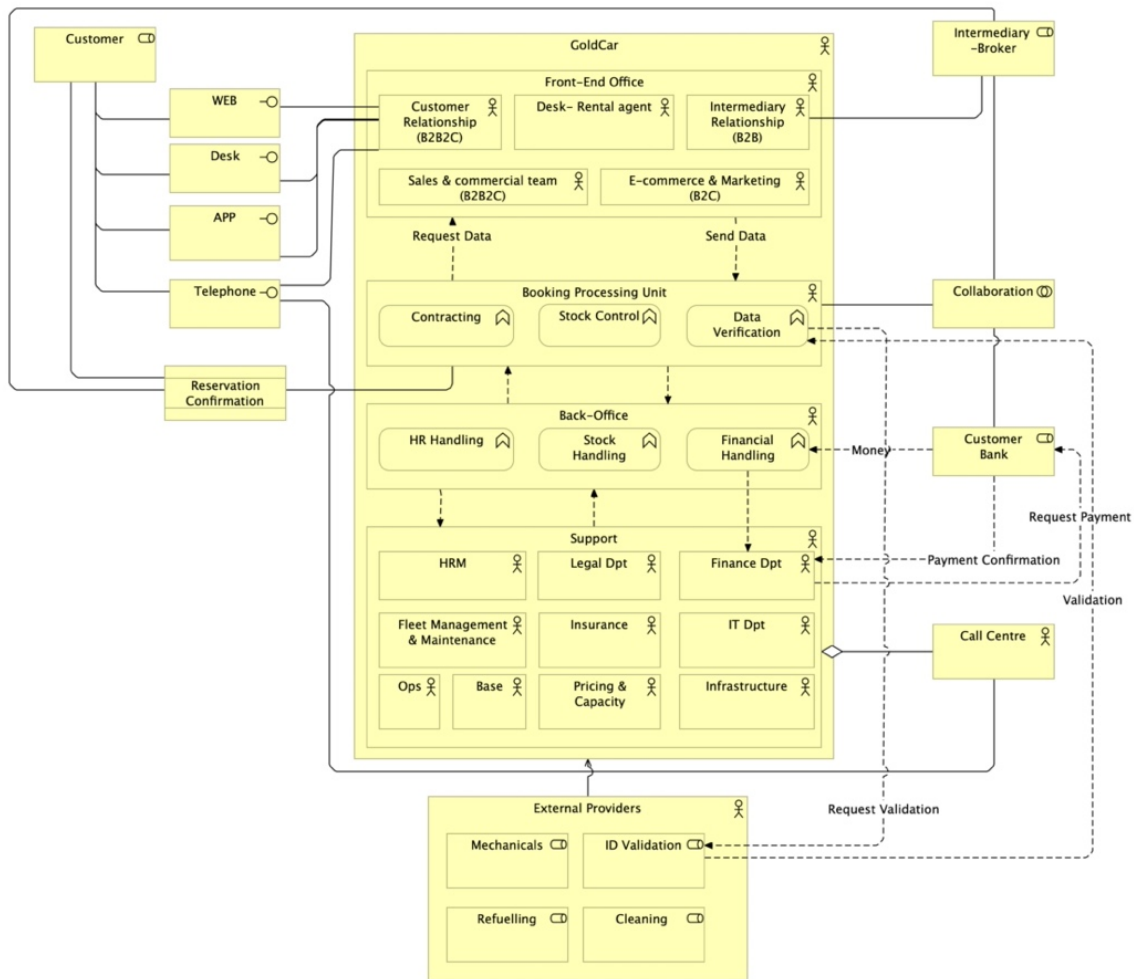 Customer
Intermediary
-Broker
GoldCar
Front-End Office
WEB
Customer
Relationship
(B2B2C)
Desk- Rental agent
Intermediary
Relationship
(B2B)
Desk
Sales & commercial team
(B2B2C)
E-commerce & Marketing
(B2C)
APP
Request Data
Send Data
Telephone
Booking Processing Unit
Collaboration
Contracting
Stock Control
Data
Verification
Reservation
Confirmation
Back-Office
HR Handling
Stock
Handling
Financial
Handling
Money
Customer
Bank
Request Payment
Support
HRM
Legal Dpt
Finance Dpt
Payment Confirmation
Validation
Fleet Management
& Maintenance
Insurance
IT Dpt
Call Centre
Ops
Base
Pricing &
Capacity
Infrastructure
External Providers
Request Validation
Mechanicals
ID Validation
Refuelling
Cleaning